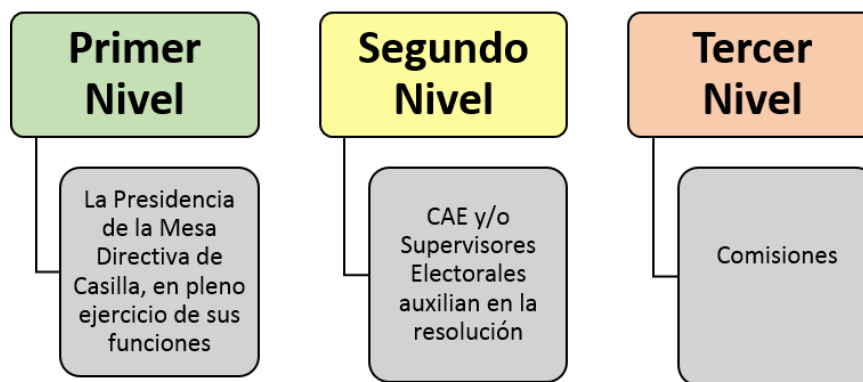 Primer
Nivel
La Presidencia
de la Mesa
Directiva de
Casilla, en pleno
ejercicio de sus
funciones
Segundo
Nivel
CAE y/o
Supervisores
Electorales
auxilian en la
resolución
Tercer
Nivel
Comisiones